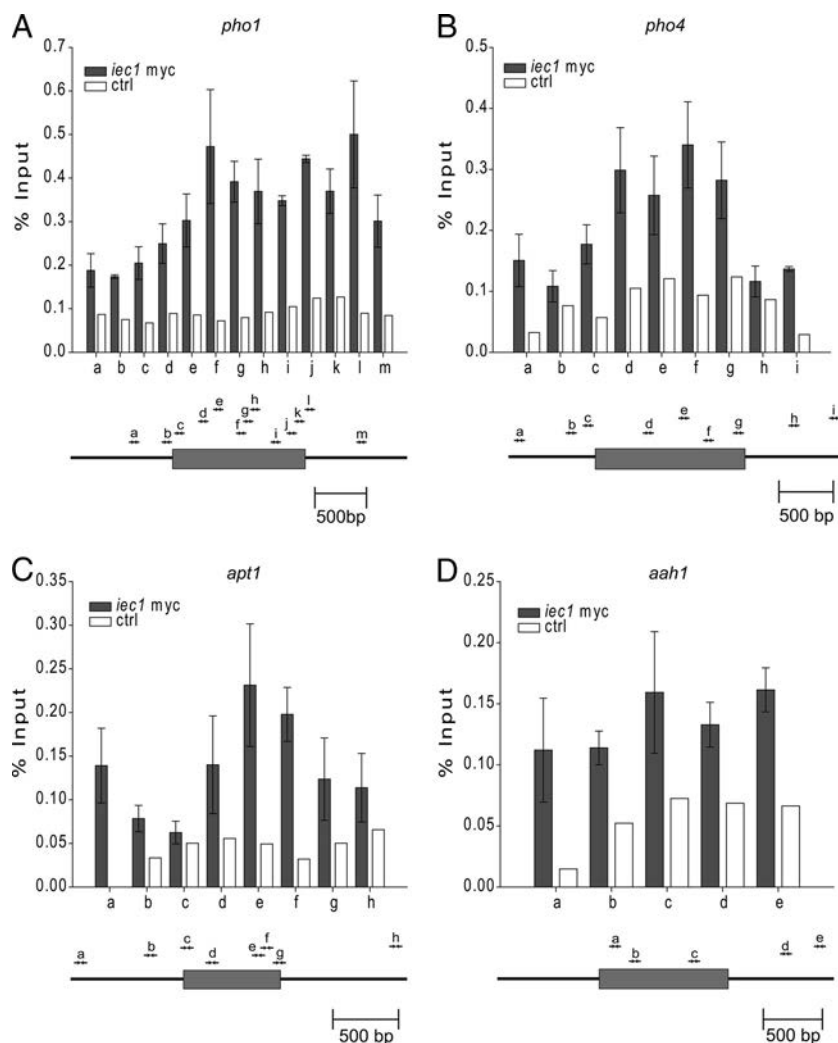 A
pho1
0.7
0.6
0.5
0.4
0.3
0.2
0.1
0.0
% Input
iec1 myc
ctrl
a b c d e f g h i j k l m
a b c d e f g h i j k l m
500bp
B
pho4
0.5
0.4
0.3
0.2
0.1
0.0
% Input
iec1 myc
ctrl
a b c d e f g h i
a b c d e f g h i
500 bp
C
apt1
0.35
0.30
0.25
0.20
0.15
0.10
0.05
0.00
% Input
iec1 myc
ctrl
a b c d e f g h
a b c d e f g h
500 bp
D
aah1
0.25
0.20
0.15
0.10
0.05
0.00
% Input
iec1 myc
ctrl
a b c d e
a b c d e
500 bp